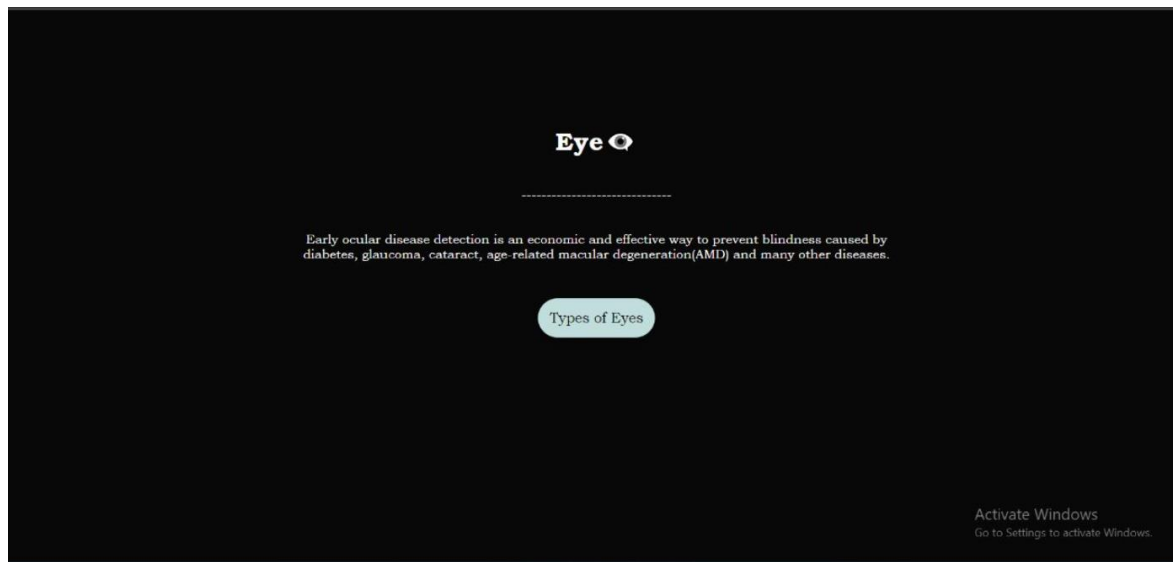 Eye
------------------------------
Early ocular disease detection is an economic and effective way to prevent blindness caused by
diabetes, glaucoma, cataract, age-related macular degeneration(AMD) and many other diseases.
Types of Eyes
Activate Windows
Go to Settings to activate Windows.